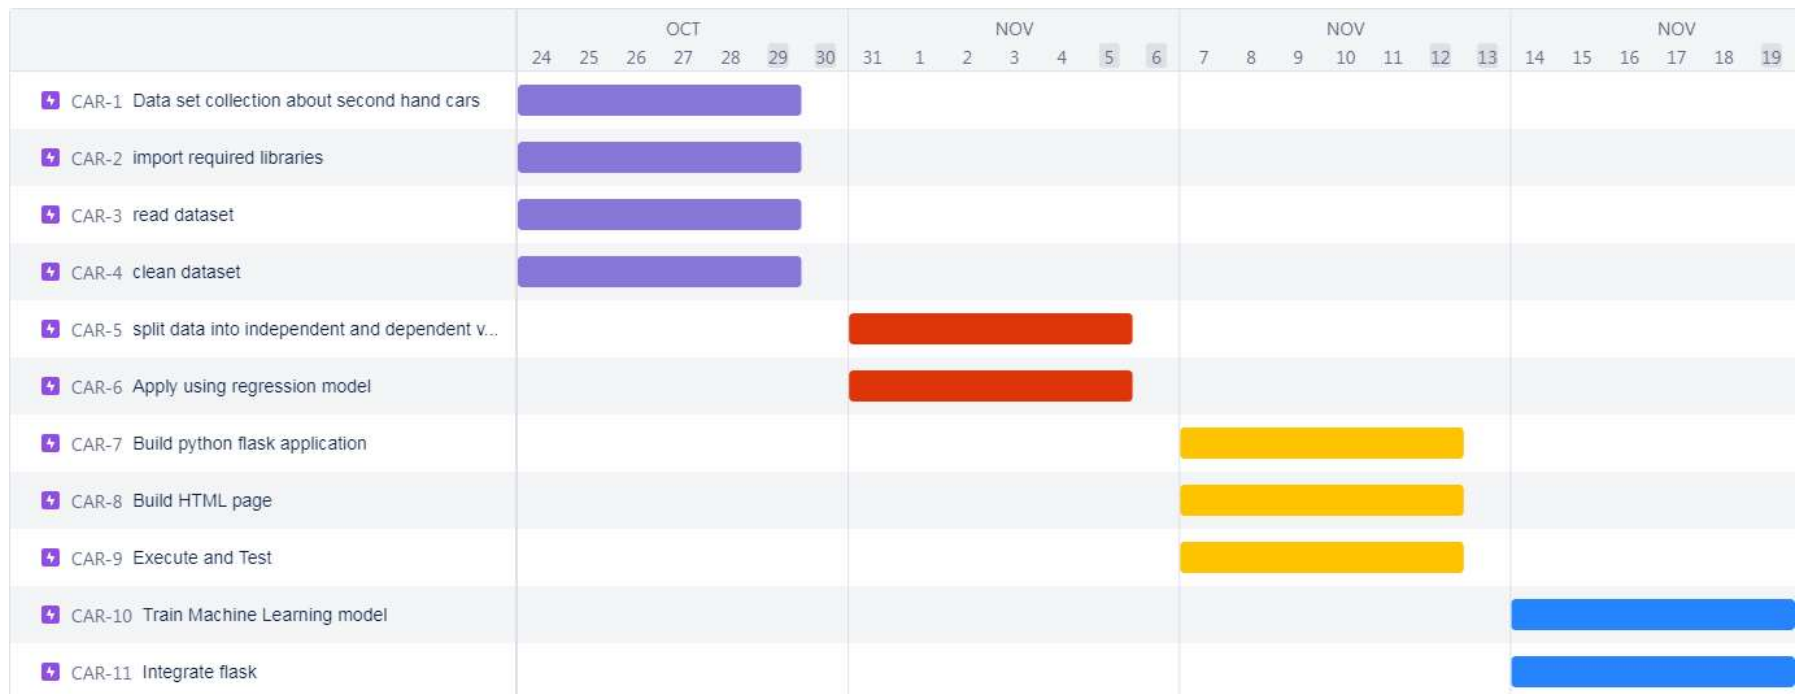 OCT NOV NOV NOV
24 25 26 27 28 29 30 31 1 2 3 4 5 6 7 8 9 10 11 12 13 14 15 16 17 18 19
CAR-1 Data set collection about second hand cars
CAR-2 import required libraries
CAR-3 read dataset
CAR-4 clean dataset
CAR-5 split data into independent and dependent v...
CAR-6 Apply using regression model
CAR-7 Build python flask application
CAR-8 Build HTML page
CAR-9 Execute and Test
CAR-10 Train Machine Learning model
CAR-11 Integrate flask